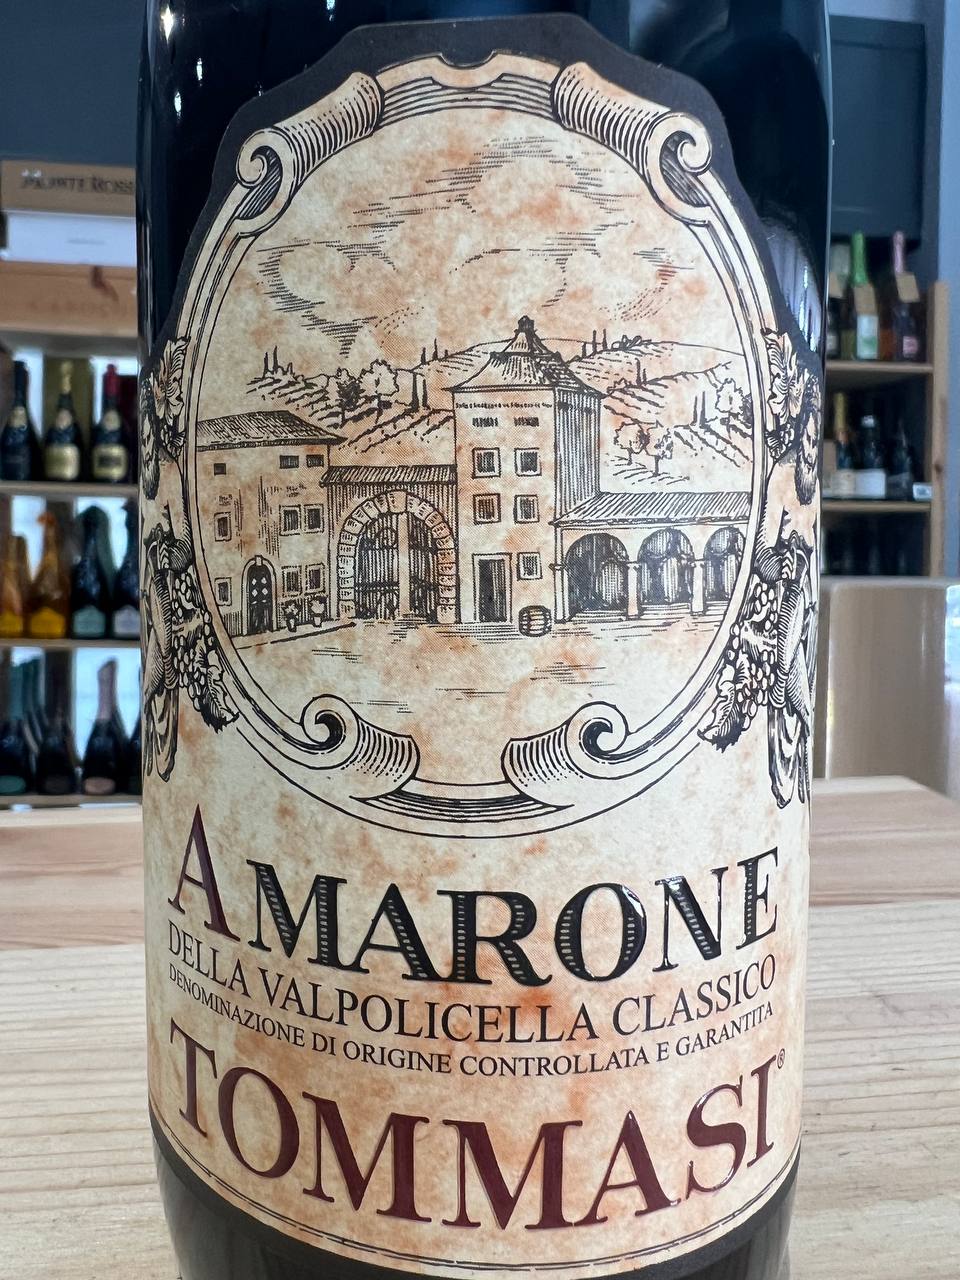 AMARONE
DELLA VALPOLICELLA CLASSICO
DENOMINAZIONE DI ORIGINE CONTROLLATA E GARANTITA
TOMMASI®